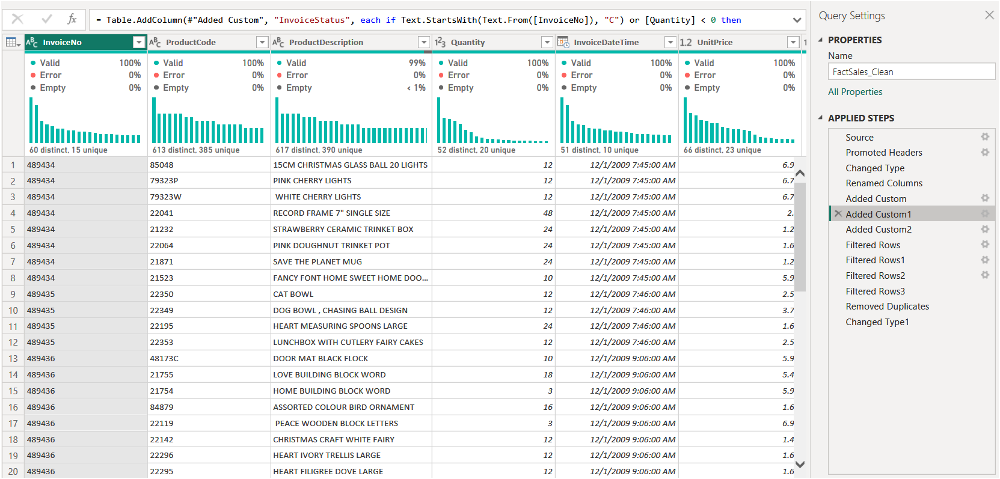 fx = Table.AddColumn(#"Added Custom", "InvoiceStatus", each if Text.StartsWith(Text.From([InvoiceNo]), "C") or [Quantity] < 0 then
ABC InvoiceNo ABC ProductCode ABC ProductDescription 123 Quantity InvoiceDateTime 1.2 UnitPrice
Valid 100% Valid 100% Valid 99% Valid 100% Valid 100% Valid 100%
Error 0% Error 0% Error 0% Error 0% Error 0% Error 0%
Empty 0% Empty 0% Empty < 1% Empty 0% Empty 0% Empty 0%
60 distinct, 15 unique 613 distinct, 385 unique 617 distinct, 390 unique 52 distinct, 20 unique 51 distinct, 10 unique 66 distinct, 23 unique
1 489434 85048 15CM CHRISTMAS GLASS BALL 20 LIGHTS 12 12/1/2009 7:45:00 AM 6.9
2 489434 79323P PINK CHERRY LIGHTS 12 12/1/2009 7:45:00 AM 6.7
3 489434 79323W WHITE CHERRY LIGHTS 12 12/1/2009 7:45:00 AM 6.7
4 489434 22041 RECORD FRAME 7" SINGLE SIZE 48 12/1/2009 7:45:00 AM 2.
5 489434 21232 STRAWBERRY CERAMIC TRINKET BOX 24 12/1/2009 7:45:00 AM 1.2
6 489434 22064 PINK DOUGHNUT TRINKET POT 24 12/1/2009 7:45:00 AM 1.6
7 489434 21871 SAVE THE PLANET MUG 24 12/1/2009 7:45:00 AM 1.2
8 489434 21523 FANCY FONT HOME SWEET HOME DOO... 10 12/1/2009 7:45:00 AM 5.9
9 489435 22350 CAT BOWL 12 12/1/2009 7:46:00 AM 2.5
10 489435 22349 DOG BOWL , CHASING BALL DESIGN 12 12/1/2009 7:46:00 AM 3.7
11 489435 22195 HEART MEASURING SPOONS LARGE 24 12/1/2009 7:46:00 AM 1.6
12 489435 22353 LUNCHBOX WITH CUTLERY FAIRY CAKES 12 12/1/2009 7:46:00 AM 2.5
13 489436 48173C DOOR MAT BLACK FLOCK 10 12/1/2009 9:06:00 AM 5.9
14 489436 21755 LOVE BUILDING BLOCK WORD 18 12/1/2009 9:06:00 AM 5.4
15 489436 21754 HOME BUILDING BLOCK WORD 3 12/1/2009 9:06:00 AM 5.9
16 489436 84879 ASSORTED COLOUR BIRD ORNAMENT 16 12/1/2009 9:06:00 AM 1.6
17 489436 22119 PEACE WOODEN BLOCK LETTERS 3 12/1/2009 9:06:00 AM 6.9
18 489436 22142 CHRISTMAS CRAFT WHITE FAIRY 12 12/1/2009 9:06:00 AM 1.4
19 489436 22296 HEART IVORY TRELLIS LARGE 12 12/1/2009 9:06:00 AM 1.6
20 489436 22295 HEART FILIGREE DOVE LARGE 12 12/1/2009 9:06:00 AM 1.6
Query Settings
PROPERTIES
Name
FactSales_Clean
All Properties
APPLIED STEPS
Source
Promoted Headers
Changed Type
Renamed Columns
Added Custom
Added Custom1
Added Custom2
Filtered Rows
Filtered Rows1
Filtered Rows2
Filtered Rows3
Removed Duplicates
Changed Type1